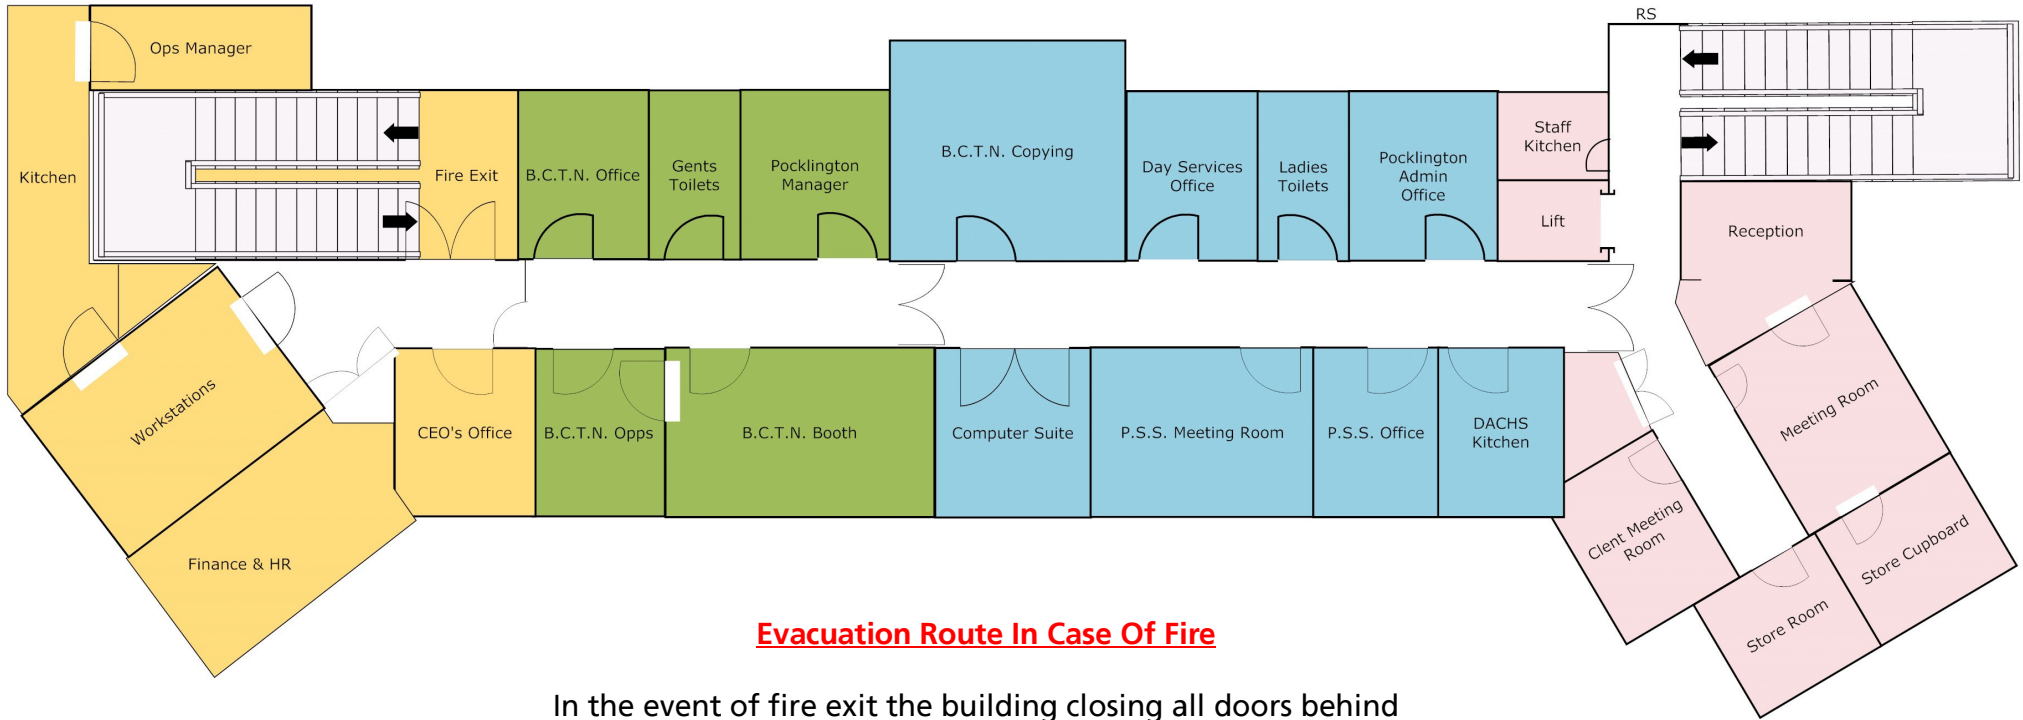 RS
Ops Manager
Kitchen
Fire Exit
B.C.T.N. Office
Gents
Toilets
Pocklington
Manager
B.C.T.N. Copying
Day Services
Office
Ladies
Toilets
Pocklington
Admin
Office
Staff
Kitchen
Lift
Reception
Workstations
Finance & HR
CEO's Office
B.C.T.N. Opps
B.C.T.N. Booth
Computer Suite
P.S.S. Meeting Room
P.S.S. Office
DACHS
Kitchen
Meeting Room
Clent Meeting
Room
Store Cupboard
Store Room
Evacuation Route In Case Of Fire
In the event of fire exit the building closing all doors behind